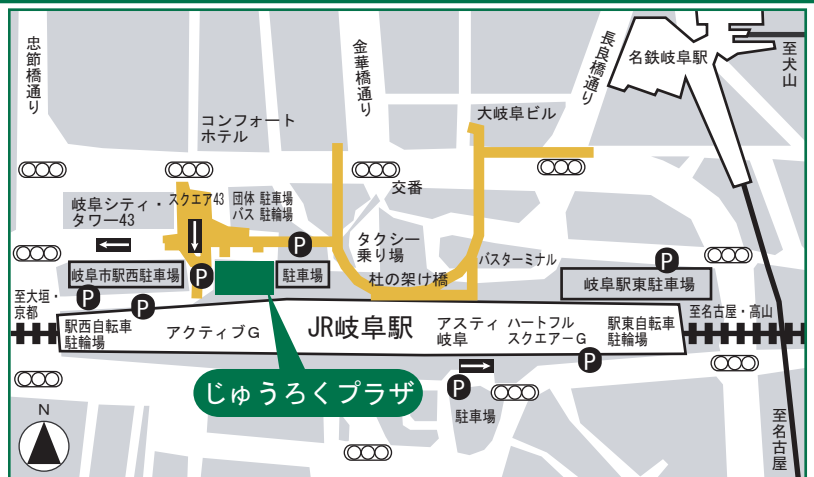 忠節橋通り
金華橋通り
長良橋通り
名鉄岐阜駅
至犬山
コンフォート
ホテル
大岐阜ビル
岐阜シティ・
タワー43
スクエア43
団体
バス
駐車場
駐輪場
交番
P
タクシー
乗り場
バスターミナル
P
岐阜市駅西駐車場
P
駐車場
杜の架け橋
岐阜駅東駐車場
至大垣・
京都
P
P
駅西自転車
駐輪場
アクティブG
JR岐阜駅
アスティ
岐阜
ハートフル
スクエアーG
駅東自転車
駐輪場
至名古屋・高山
P
じゅうろくプラザ
P
駐車場
N
至名古屋